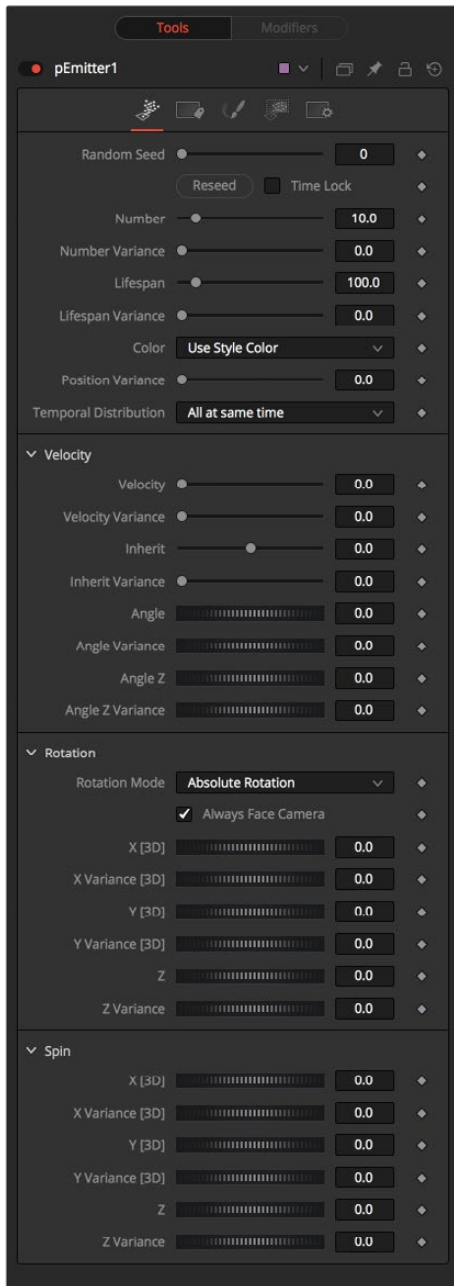 Tools Modifiers
pEmitter1
Random Seed 0
Reseed Time Lock
Number 10.0
Number Variance 0.0
Lifespan 100.0
Lifespan Variance 0.0
Color Use Style Color
Position Variance 0.0
Temporal Distribution All at same time
Velocity
Velocity 0.0
Velocity Variance 0.0
Inherit 0.0
Inherit Variance 0.0
Angle 0.0
Angle Variance 0.0
Angle Z 0.0
Angle Z Variance 0.0
Rotation
Rotation Mode Absolute Rotation
Always Face Camera
X [3D] 0.0
X Variance [3D] 0.0
Y [3D] 0.0
Y Variance [3D] 0.0
Z 0.0
Z Variance 0.0
Spin
X [3D] 0.0
X Variance [3D] 0.0
Y [3D] 0.0
Y Variance [3D] 0.0
Z 0.0
Z Variance 0.0